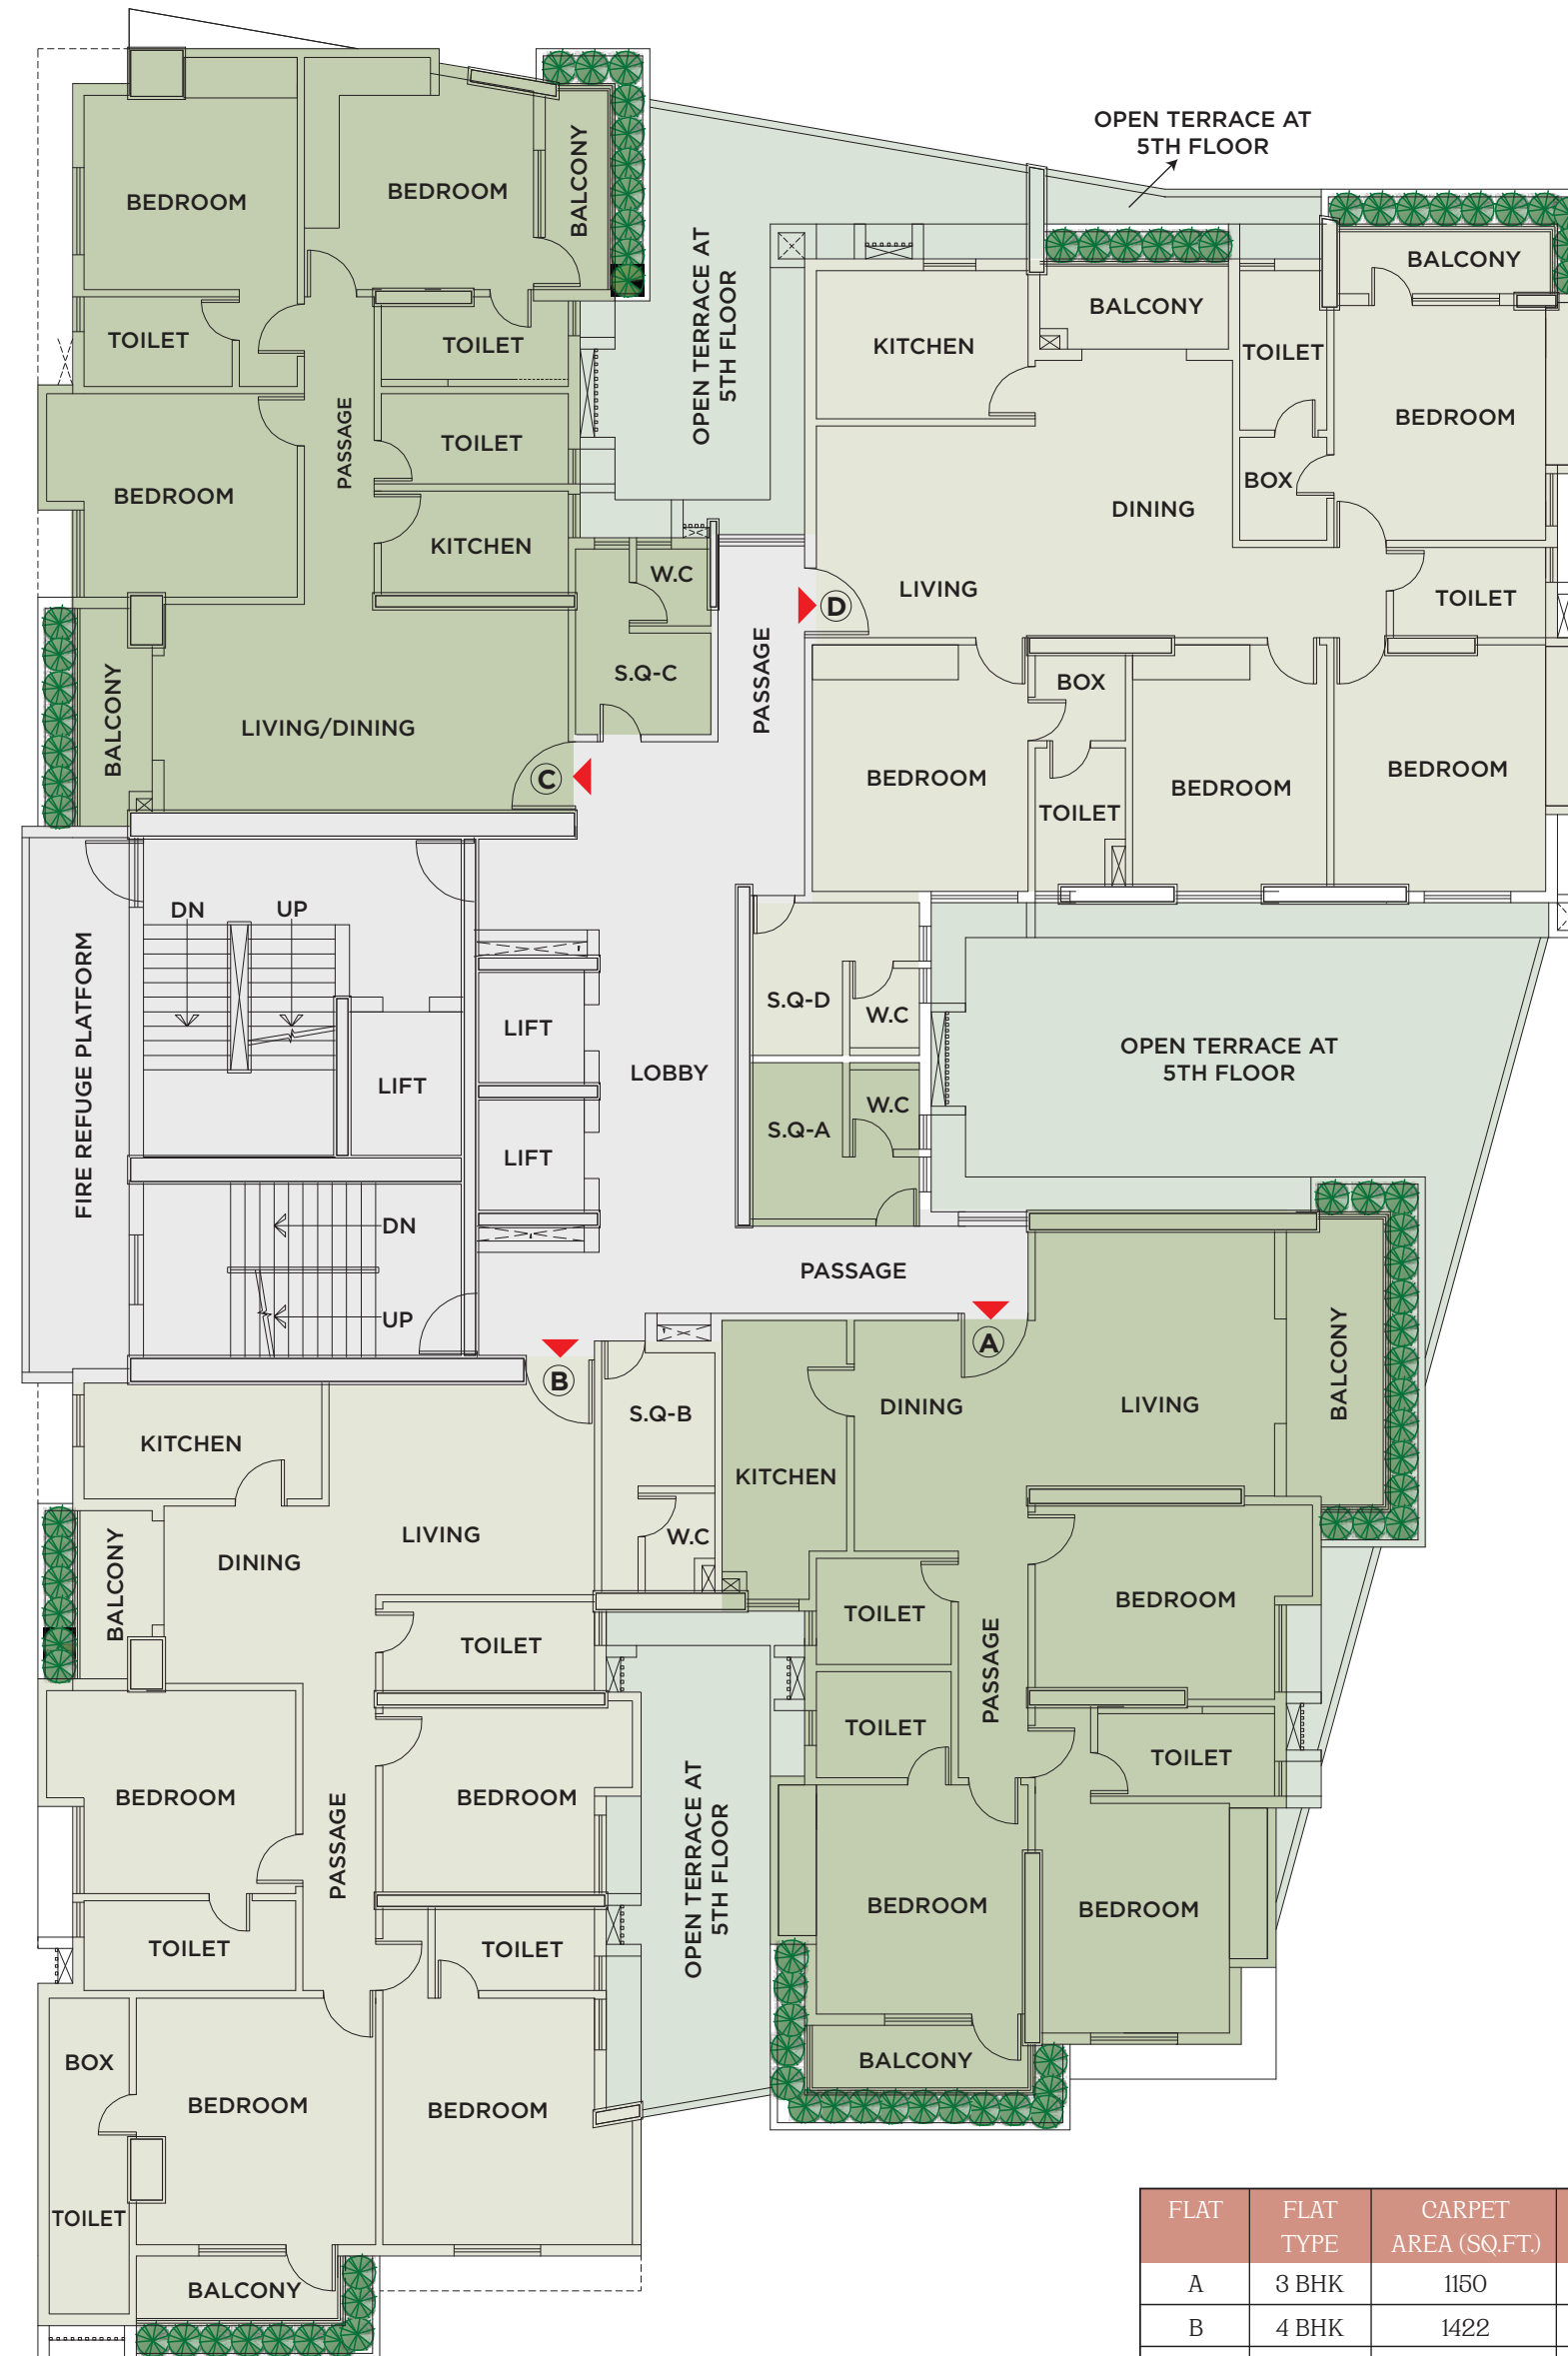 OPEN TERRACE AT
5TH FLOOR
BEDROOM
BEDROOM
BALCONY
TOILET
TOILET
BEDROOM
PASSAGE
TOILET
KITCHEN
W.C
S.Q-C
BALCONY
LIVING/DINING
C
OPEN TERRACE AT
5TH FLOOR
KITCHEN
BALCONY
TOILET
BALCONY
BEDROOM
BOX
DINING
LIVING
TOILET
D
PASSAGE
BEDROOM
BOX
TOILET
BEDROOM
BEDROOM
FIRE REFUGE PLATFORM
DN
UP
LIFT
LIFT
LIFT
LOBBY
DN
UP
S.Q-D
W.C
S.Q-A
W.C
OPEN TERRACE AT
5TH FLOOR
PASSAGE
A
B
KITCHEN
DINING
LIVING
BALCONY
S.Q-B
W.C
TOILET
BEDROOM
PASSAGE
BEDROOM
TOILET
TOILET
BOX
TOILET
BEDROOM
BEDROOM
BALCONY
OPEN TERRACE AT
5TH FLOOR
KITCHEN
DINING
LIVING
BALCONY
TOILET
TOILET
PASSAGE
BEDROOM
TOILET
BEDROOM
BEDROOM
BALCONY
FLAT FLAT CARPET
TYPE AREA (SQ.FT.)
A 3 BHK 1150
B 4 BHK 1422